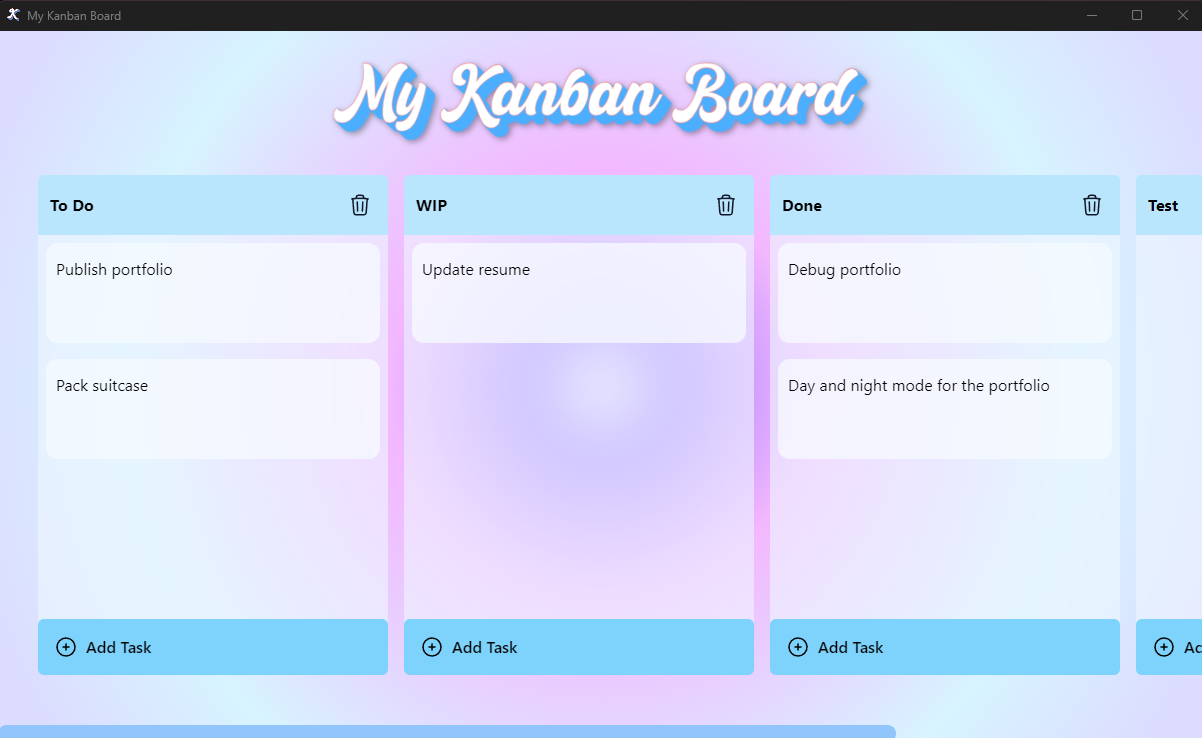 My Kanban Board
My Kanban Board
To Do
Publish portfolio
Pack suitcase
Add Task
WIP
Update resume
Add Task
Done
Debug portfolio
Day and night mode for the portfolio
Add Task
Test